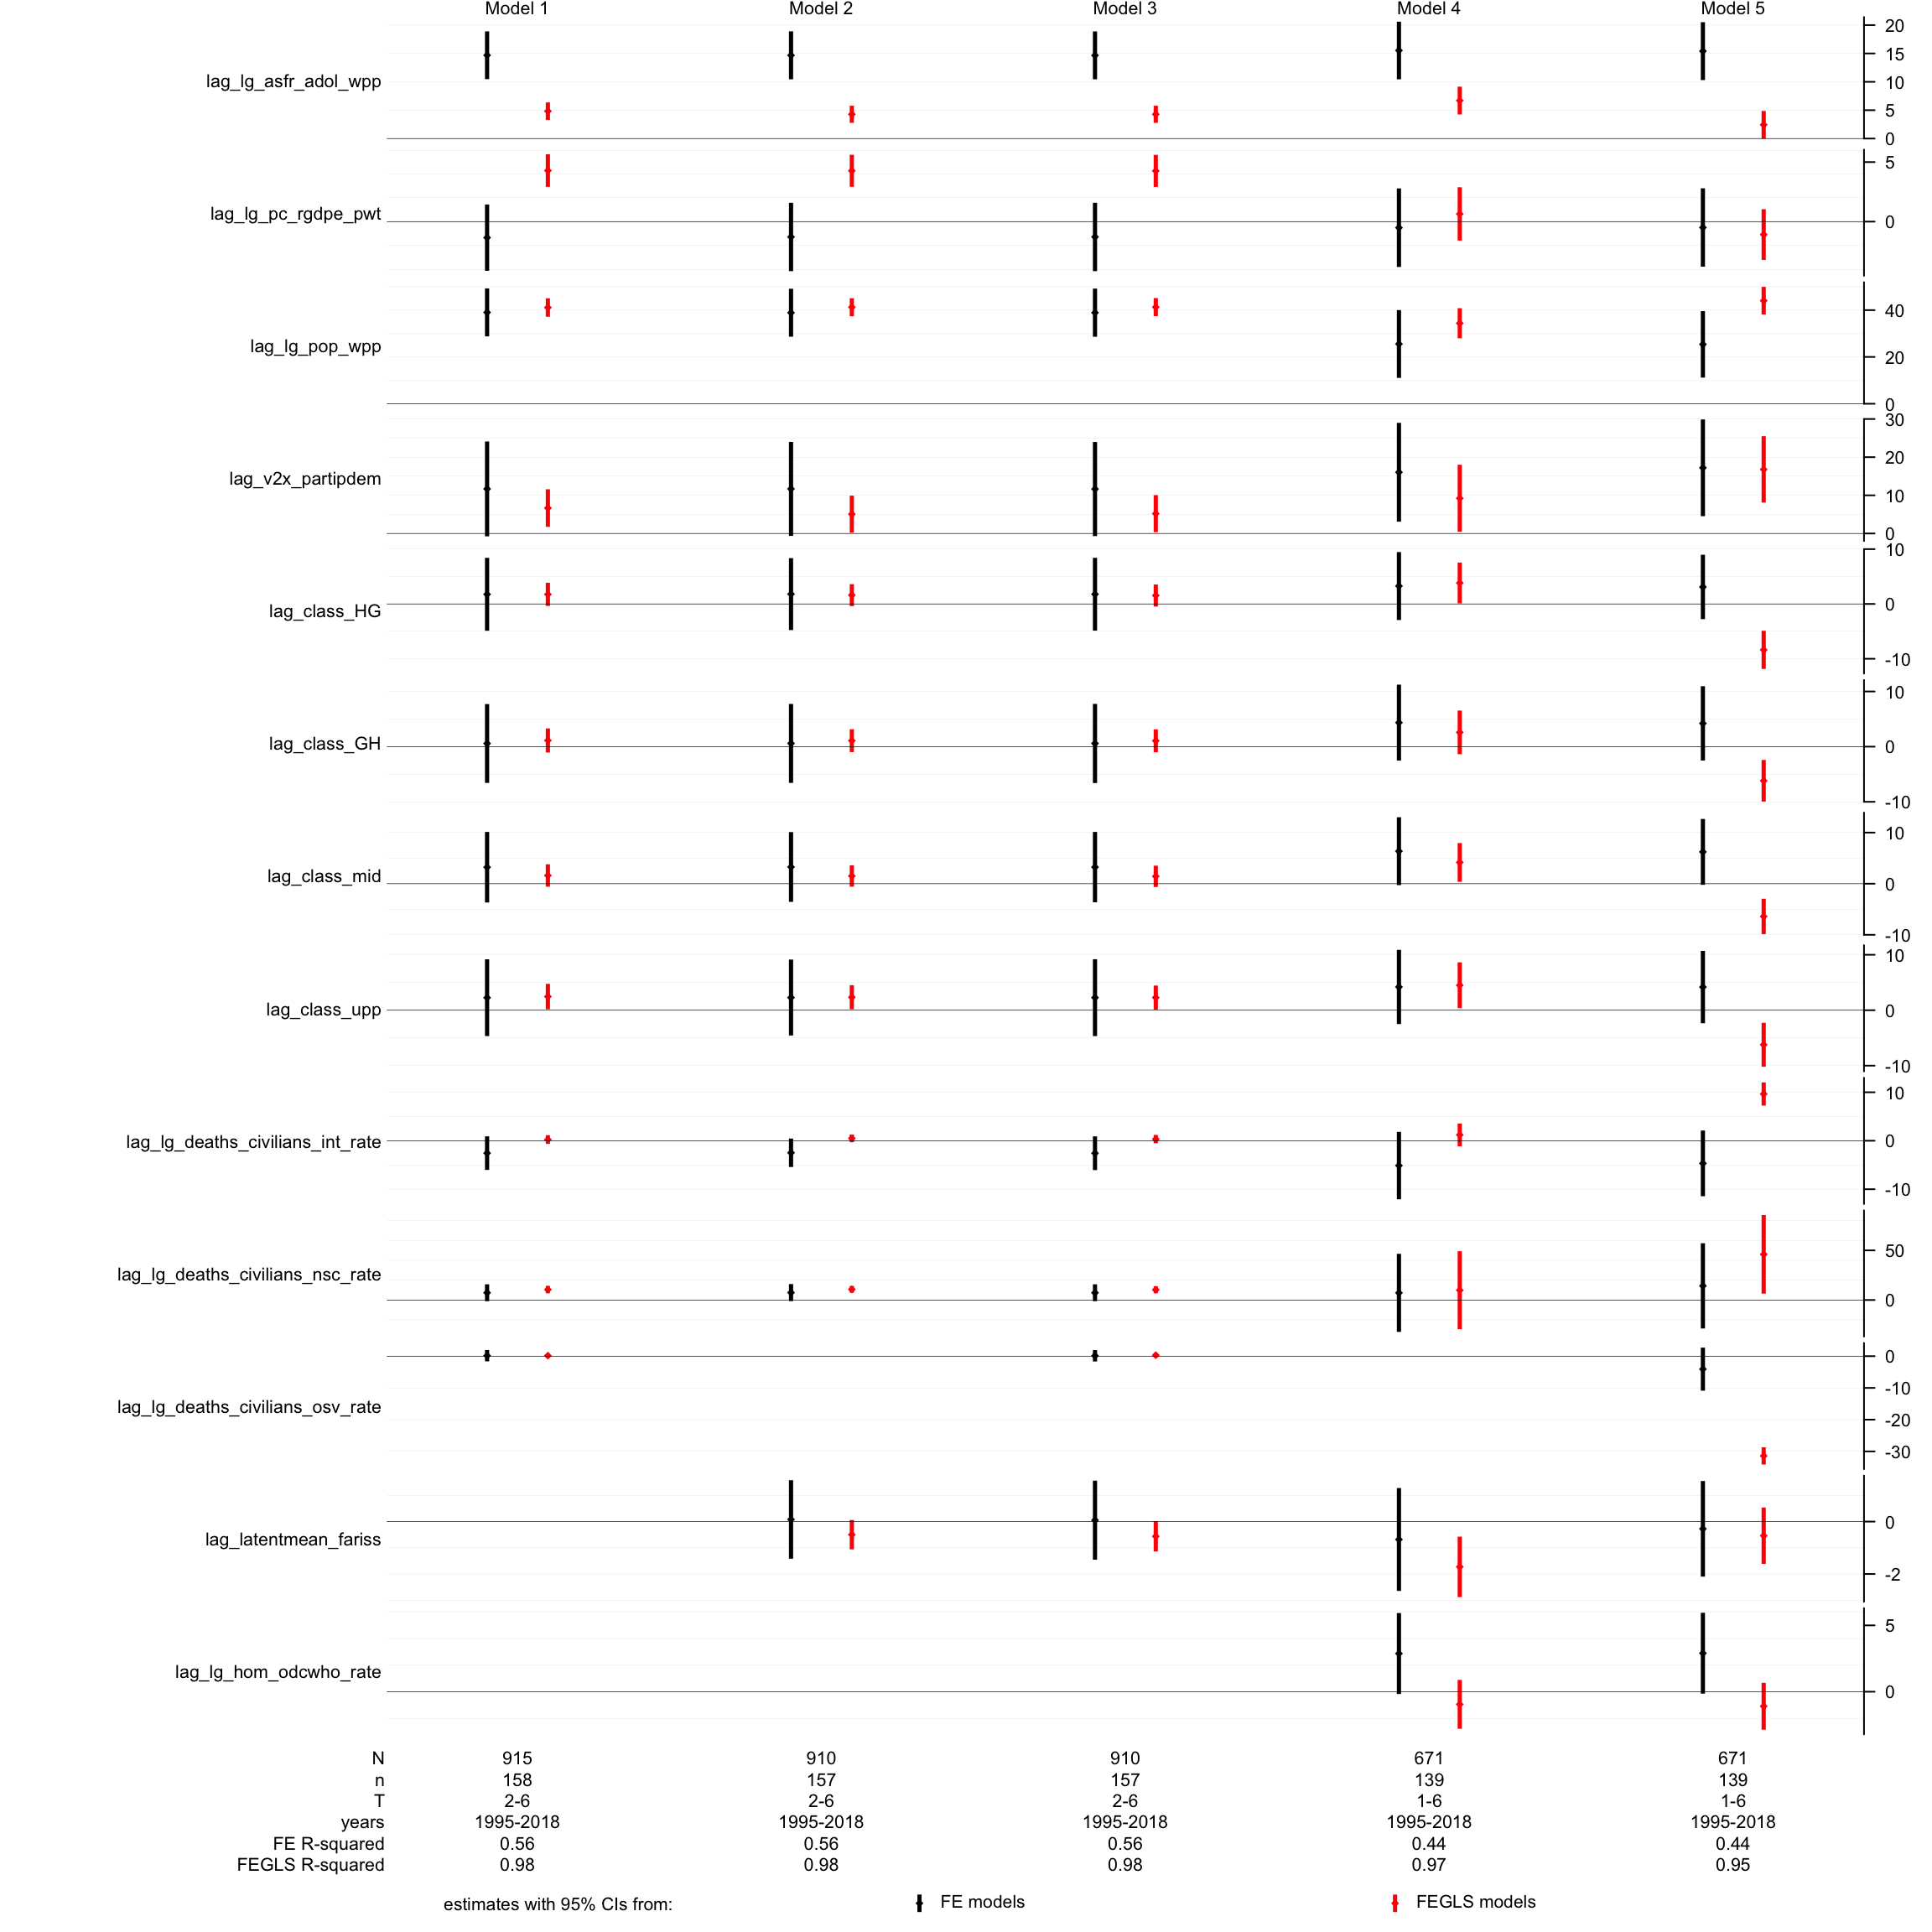 Model 1 Model 2 Model 3 Model 4 Model 5
20
15
lag_lg_asfr_adol_wpp 10
5
0
5
lag_lg_pc_rgdpe_pwt
0
40
lag_lg_pop_wpp
20
0
30
20
lag_v2x_partipdem
10
0
10
0
lag_class_HG
-10
10
lag_class_GH
0
-10
10
lag_class_mid
0
-10
10
lag_class_upp 0
-10
10
lag_lg_deaths_civilians_int_rate 0
-10
50
lag_lg_deaths_civilians_nsc_rate
0
0
-10
lag_lg_deaths_civilians_osv_rate
-20
-30
0
lag_latentmean_fariss
-2
5
lag_lg_hom_odcwho_rate
0
N 915 910 910 671 671
n 158 157 157 139 139
T 2-6 2-6 2-6 1-6 1-6
years 1995-2018 1995-2018 1995-2018 1995-2018 1995-2018
FE R-squared 0.56 0.56 0.56 0.44 0.44
FEGLS R-squared 0.98 0.98 0.98 0.97 0.95
estimates with 95% CIs from: FE models FEGLS models